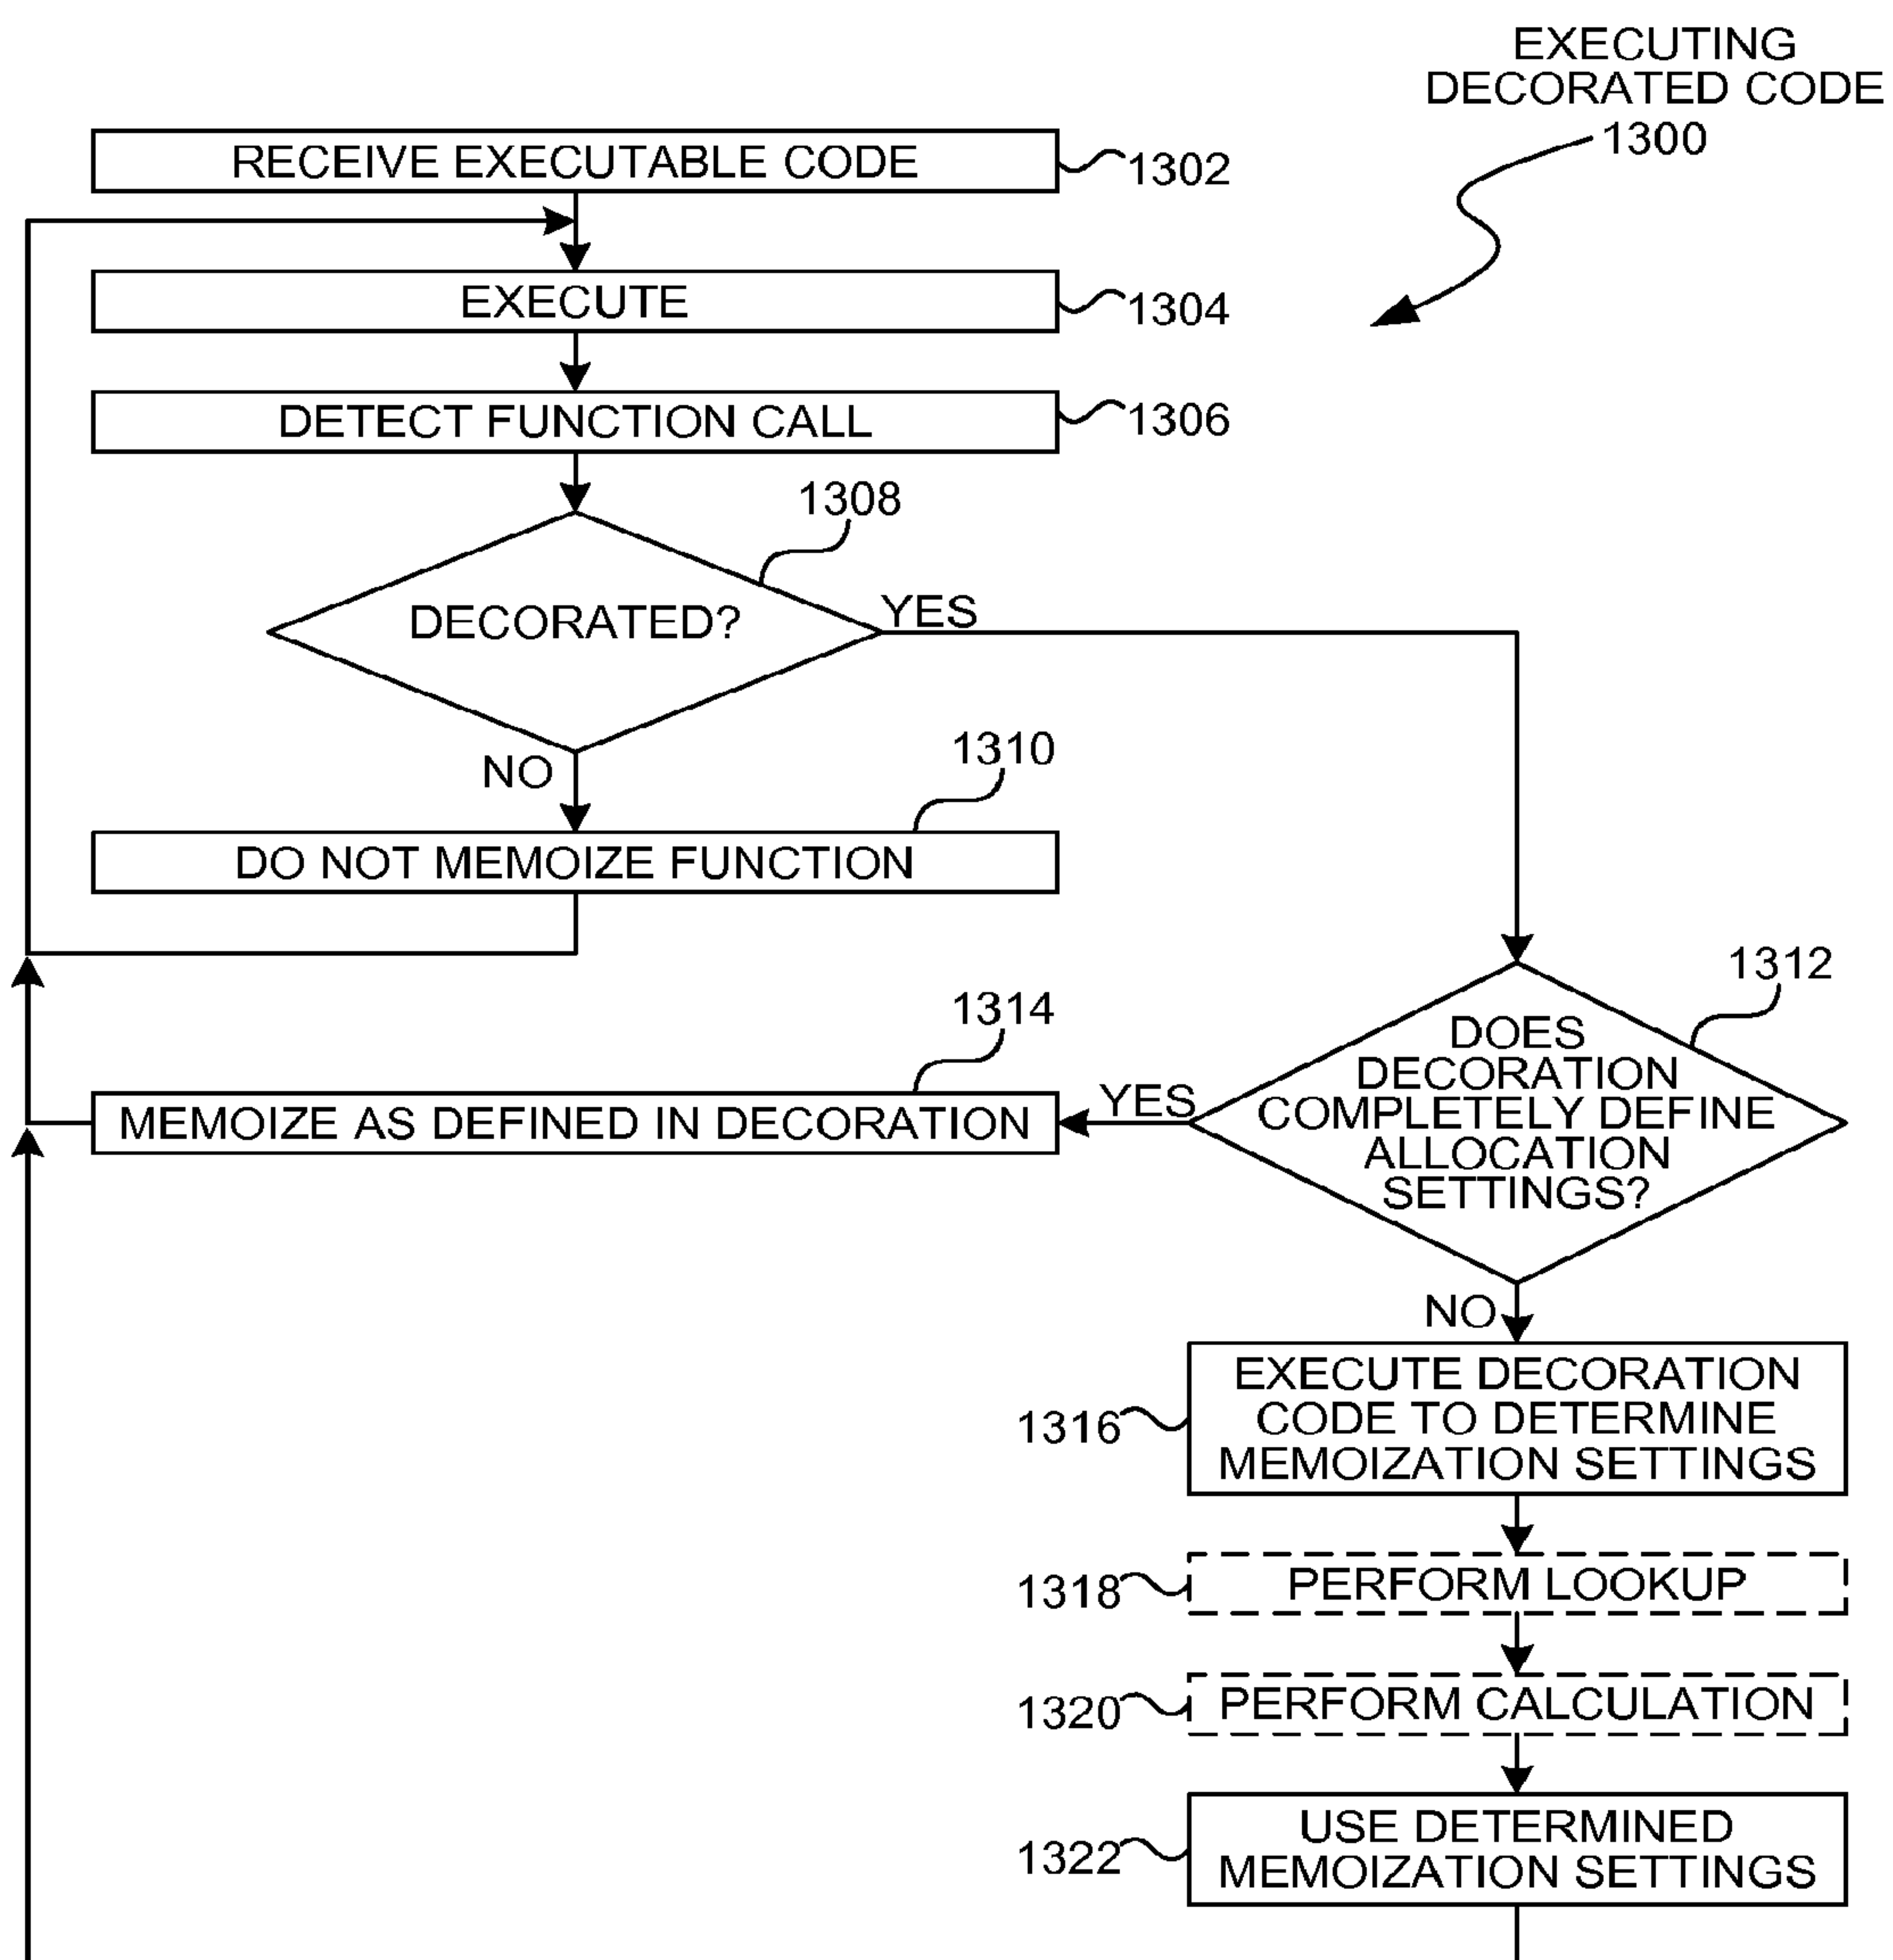 EXECUTING
DECORATED CODE
1300
RECEIVE EXECUTABLE CODE
1302
EXECUTE
1304
DETECT FUNCTION CALL
1306
1308
DECORATED?
YES
NO
1310
DO NOT MEMOIZE FUNCTION
1312
DOES
DECORATION
COMPLETELY DEFINE
ALLOCATION
SETTINGS?
YES
1314
MEMOIZE AS DEFINED IN DECORATION
NO
EXECUTE DECORATION
CODE TO DETERMINE
MEMOIZATION SETTINGS
1316
PERFORM LOOKUP
1318
PERFORM CALCULATION
1320
USE DETERMINED
MEMOIZATION SETTINGS
1322